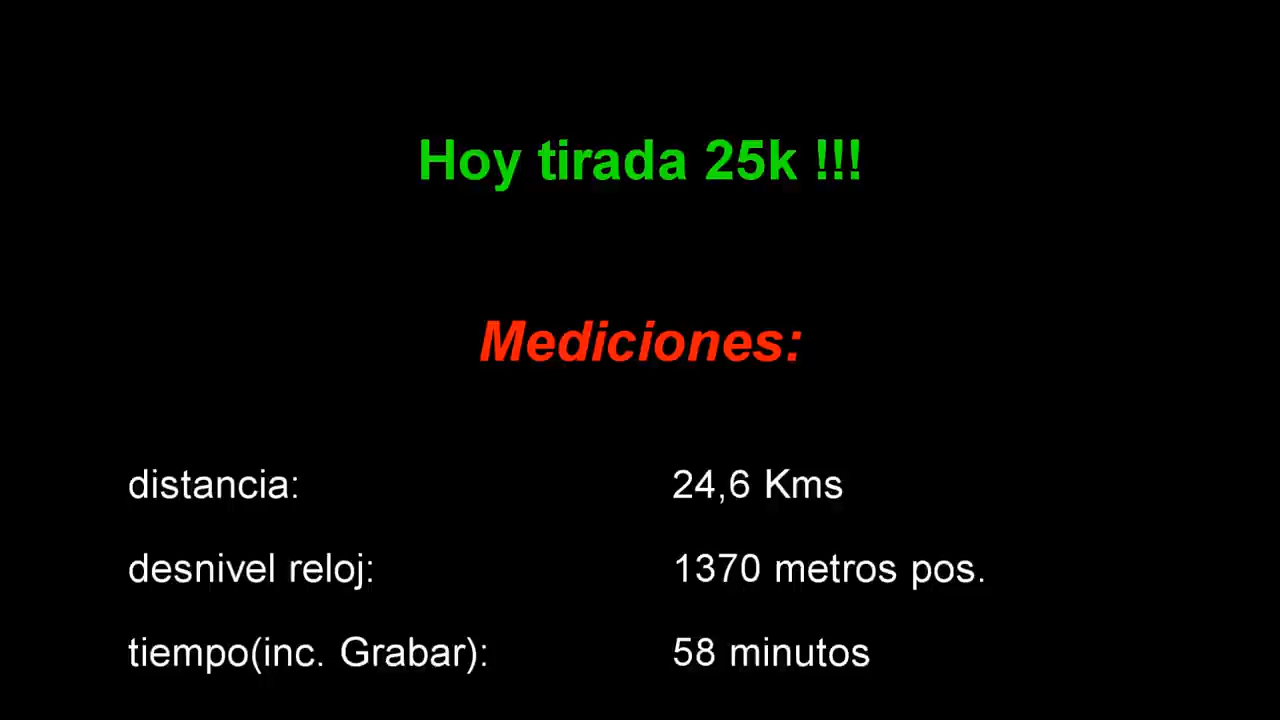 Hoy tirada 25k !!!
Mediciones:
distancia: 24,6 Kms
desnivel reloj: 1370 metros pos.
tiempo(inc. Grabar): 58 minutos